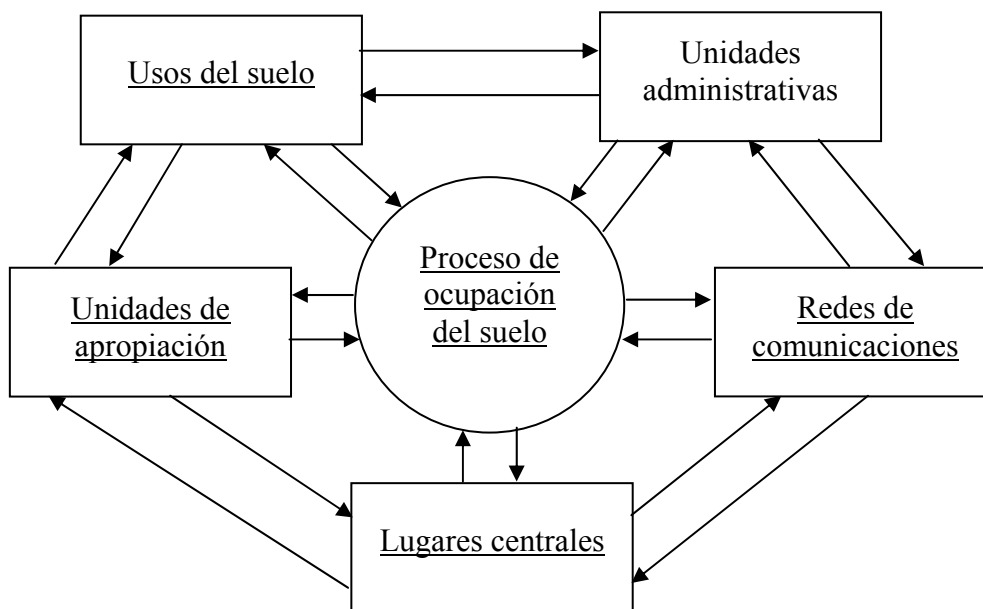 Usos del suelo
Unidades
administrativas
Proceso de
ocupación
del suelo
Unidades de
apropiación
Redes de
comunicaciones
Lugares centrales